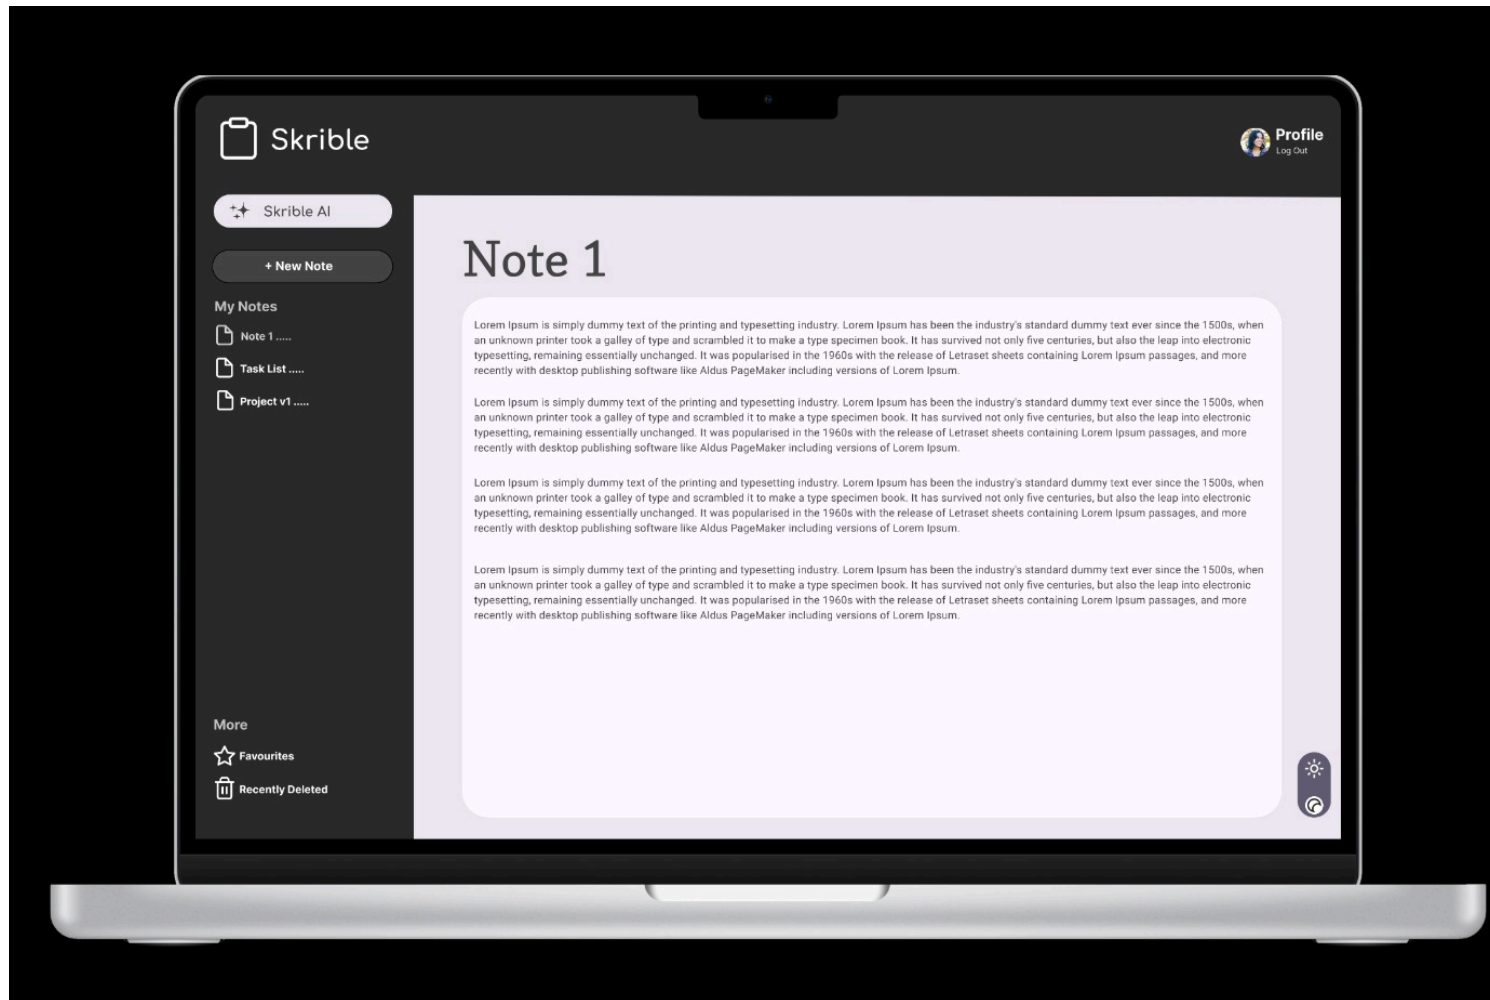 Skrible
Profile
Log Out
Skrible AI
+ New Note
My Notes
Note 1 .....
Task List .....
Project v1 .....
More
Favourites
Recently Deleted
Note 1
Lorem Ipsum is simply dummy text of the printing and typesetting industry. Lorem Ipsum has been the industry's standard dummy text ever since the 1500s, when
an unknown printer took a galley of type and scrambled it to make a type specimen book. It has survived not only five centuries, but also the leap into electronic
typesetting, remaining essentially unchanged. It was popularised in the 1960s with the release of Letraset sheets containing Lorem Ipsum passages, and more
recently with desktop publishing software like Aldus PageMaker including versions of Lorem Ipsum.
Lorem Ipsum is simply dummy text of the printing and typesetting industry. Lorem Ipsum has been the industry's standard dummy text ever since the 1500s, when
an unknown printer took a galley of type and scrambled it to make a type specimen book. It has survived not only five centuries, but also the leap into electronic
typesetting, remaining essentially unchanged. It was popularised in the 1960s with the release of Letraset sheets containing Lorem Ipsum passages, and more
recently with desktop publishing software like Aldus PageMaker including versions of Lorem Ipsum.
Lorem Ipsum is simply dummy text of the printing and typesetting industry. Lorem Ipsum has been the industry's standard dummy text ever since the 1500s, when
an unknown printer took a galley of type and scrambled it to make a type specimen book. It has survived not only five centuries, but also the leap into electronic
typesetting, remaining essentially unchanged. It was popularised in the 1960s with the release of Letraset sheets containing Lorem Ipsum passages, and more
recently with desktop publishing software like Aldus PageMaker including versions of Lorem Ipsum.
Lorem Ipsum is simply dummy text of the printing and typesetting industry. Lorem Ipsum has been the industry's standard dummy text ever since the 1500s, when
an unknown printer took a galley of type and scrambled it to make a type specimen book. It has survived not only five centuries, but also the leap into electronic
typesetting, remaining essentially unchanged. It was popularised in the 1960s with the release of Letraset sheets containing Lorem Ipsum passages, and more
recently with desktop publishing software like Aldus PageMaker including versions of Lorem Ipsum.